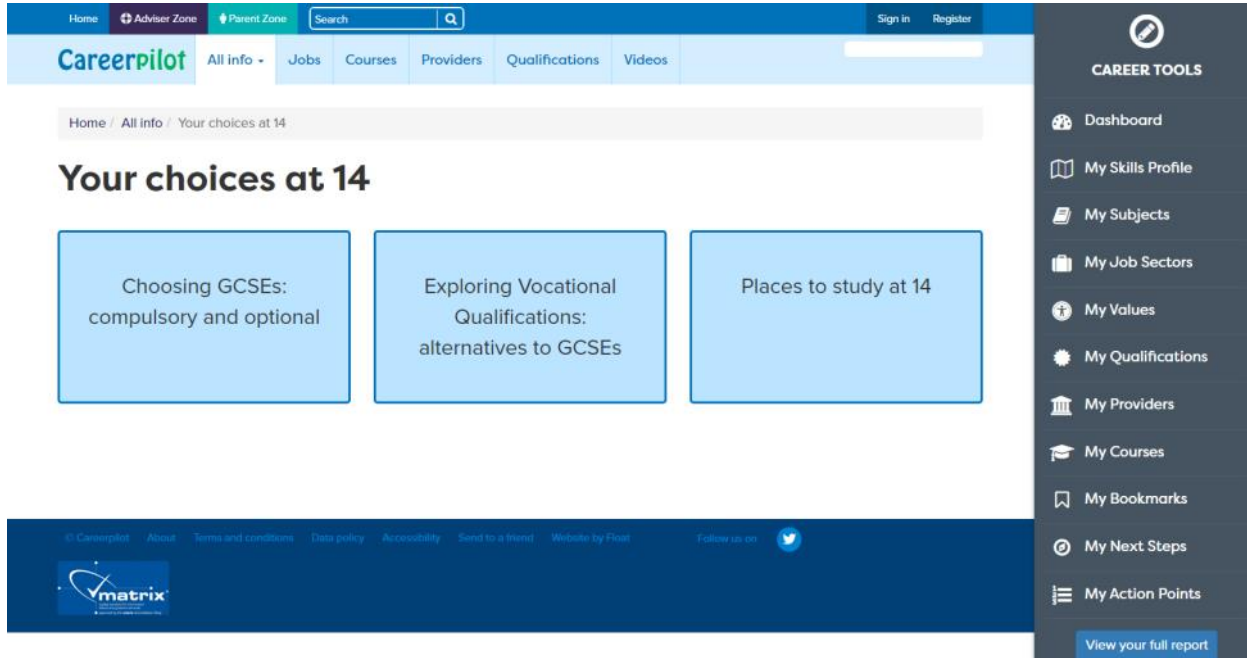 Home Adviser Zone Parent Zone Search Sign in Register
Careerpilot All info Jobs Courses Providers Qualifications Videos
Home / All info / Your choices at 14
Your choices at 14
Choosing GCSEs:
compulsory and optional
Exploring Vocational
Qualifications:
alternatives to GCSEs
Places to study at 14
© Careerpilot About Terms and conditions Data policy Accessibility Send to a friend Website by Float Follow us on
matrix
CAREER TOOLS
Dashboard
My Skills Profile
My Subjects
My Job Sectors
My Values
My Qualifications
My Providers
My Courses
My Bookmarks
My Next Steps
My Action Points
View your full report